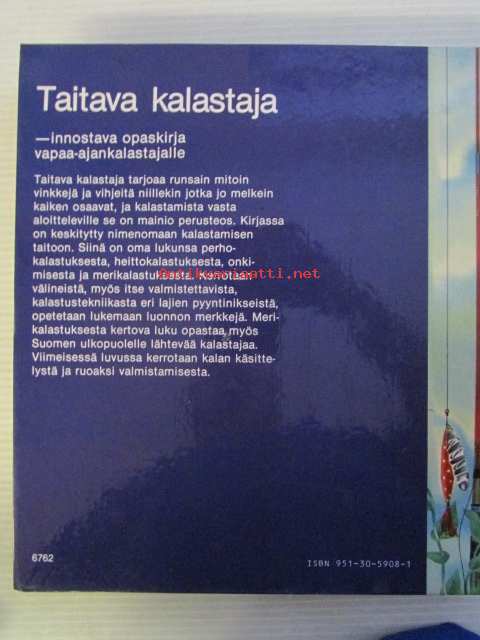 Taitava kalastaja
—innostava opaskirja
vapaa-ajankalastajalle
Taitava kalastaja tarjoaa runsain mitoin
vinkkejä ja vihjeitä niillekin jotka jo melkein
kaiken osaavat, ja kalastamista vasta
aloitteleville se on mainio perusteos. Kirjassa
on keskitytty nimenomaan kalastamisen
taitoon. Siinä on oma lukunsa perho-
kalastuksesta, heittokalastuksesta, onki-
misesta ja merikalastuksesta. Kerrotaan
Antikvariaatti.net
välineistä, myös itse valmistettavista,
kalastustekniikasta eri lajien pyyntinikseistä,
opetetaan lukemaan luonnon merkkejä. Meri-
kalastuksesta kertova luku opastaa myös
Suomen ulkopuolelle lähtevää kalastajaa.
Viimeisessä luvussa kerrotaan kalan käsitte-
lystä ja ruoaksi valmistamisesta.
6762
ISBN 951-30-5908-1